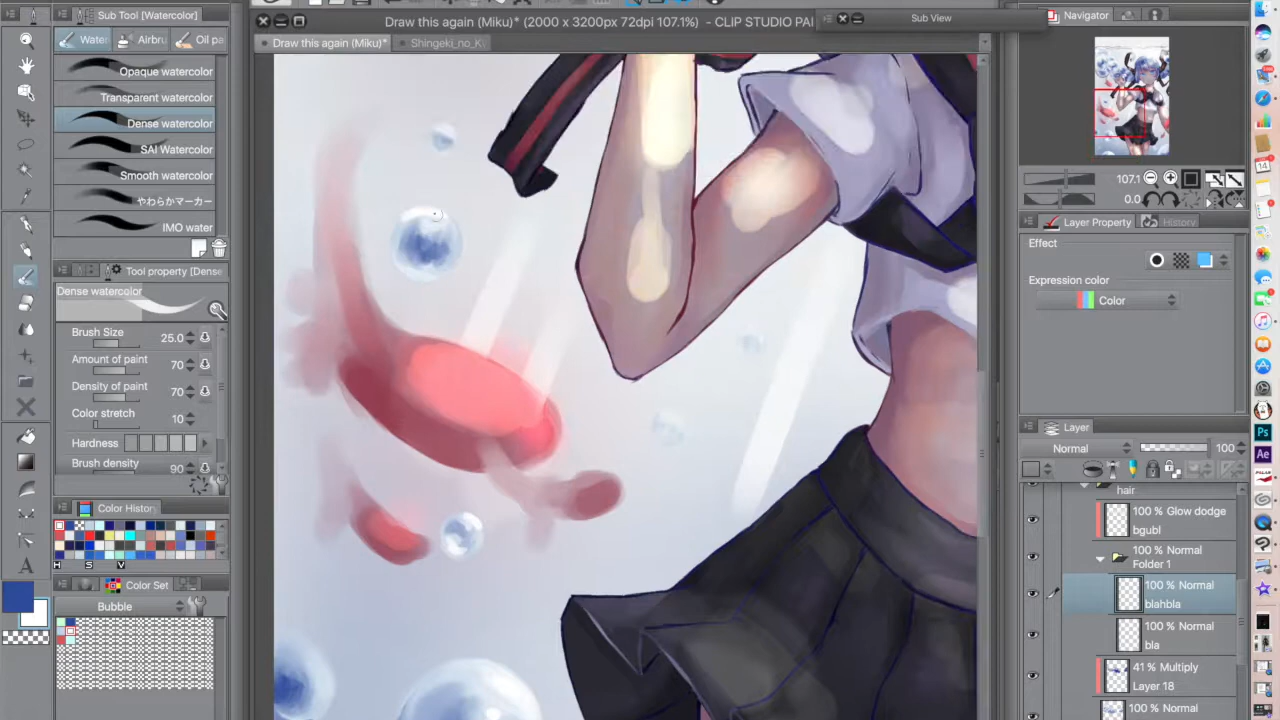 Sub Tool [Watercolor]
Draw this again (Miku)* (2000 x 3200px 72dpi 107.1%) - CLIP STUDIO PAI
Sub View
Navigator
Water
Airbru
Oil pa
Draw this again (Miku)*
Shingeki_no_K
Opaque watercolor
Transparent watercolor
Dense watercolor
SAI Watercolor
Smooth watercolor
やわらかマーカー
IMO water
107.1
0.0
Layer Property
History
Effect
Expression color
Color
Tool property [Dense
Dense watercolor
Brush Size
25.0
Amount of paint
70
Density of paint
70
Color stretch
10
Hardness
Brush density
90
Color History
H S V
Color Set
Bubble
Layer
Normal
100
hair
100 % Glow dodge
bgubl
100 % Normal
Folder 1
100 % Normal
blahbla
100 % Normal
bla
41 % Multiply
Layer 18
100 % Normal
14
Ps
Ae
A